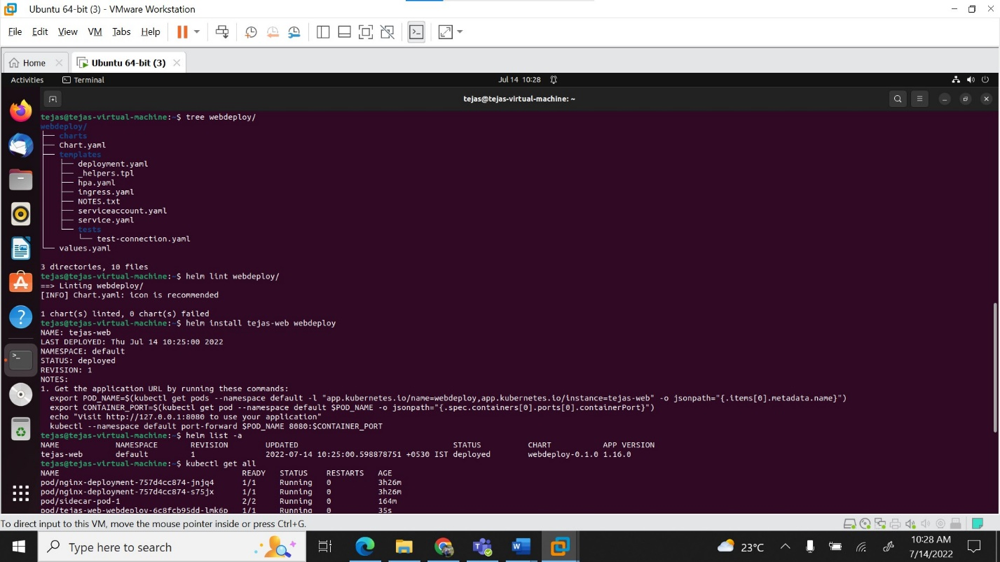 Ubuntu 64-bit (3) - VMware Workstation
File Edit View VM Tabs Help
Home Ubuntu 64-bit (3)
Activities Terminal Jul 14 10:28
tejas@tejas-virtual-machine: ~
tejas@tejas-virtual-machine:~$ tree webdeploy/
webdeploy/
├── charts
├── Chart.yaml
├── templates
│   ├── deployment.yaml
│   ├── _helpers.tpl
│   ├── hpa.yaml
│   ├── ingress.yaml
│   ├── NOTES.txt
│   ├── serviceaccount.yaml
│   ├── service.yaml
│   └── tests
│       └── test-connection.yaml
└── values.yaml
3 directories, 10 files
tejas@tejas-virtual-machine:~$ helm lint webdeploy/
==> Linting webdeploy/
[INFO] Chart.yaml: icon is recommended
1 chart(s) linted, 0 chart(s) failed
tejas@tejas-virtual-machine:~$ helm install tejas-web webdeploy
NAME: tejas-web
LAST DEPLOYED: Thu Jul 14 10:25:00 2022
NAMESPACE: default
STATUS: deployed
REVISION: 1
NOTES:
1. Get the application URL by running these commands:
export POD_NAME=$(kubectl get pods --namespace default -l "app.kubernetes.io/name=webdeploy,app.kubernetes.io/instance=tejas-web" -o jsonpath="{.items[0].metadata.name}")
export CONTAINER_PORT=$(kubectl get pod --namespace default $POD_NAME -o jsonpath="{.spec.containers[0].ports[0].containerPort}")
echo "Visit http://127.0.0.1:8080 to use your application"
kubectl --namespace default port-forward $POD_NAME 8080:$CONTAINER_PORT
tejas@tejas-virtual-machine:~$ helm list -a
NAME NAMESPACE REVISION UPDATED STATUS CHART APP VERSION
tejas-web default 1 2022-07-14 10:25:00.598878751 +0530 IST deployed webdeploy-0.1.0 1.16.0
tejas@tejas-virtual-machine:~$ kubectl get all
NAME READY STATUS RESTARTS AGE
pod/nginx-deployment-757d4cc874-jnjq4 1/1 Running 0 3h26m
pod/nginx-deployment-757d4cc874-s75jx 1/1 Running 0 3h26m
pod/sidecar-pod-1 2/2 Running 0 164m
pod/tejas-web-webdeploy-6c8fcb95dd-lmk6p 1/1 Running 0 35s
To direct input to this VM, move the mouse pointer inside or press Ctrl+G.
Type here to search
23°C
10:28 AM
7/14/2022